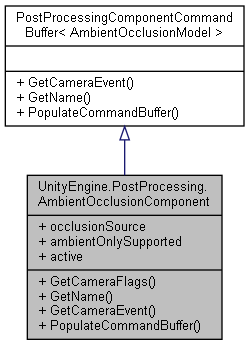 PostProcessingComponentCommand
Buffer< AmbientOcclusionModel >
+ GetCameraEvent()
+ GetName()
+ PopulateCommandBuffer()
UnityEngine.PostProcessing.
AmbientOcclusionComponent
+ occlusionSource
+ ambientOnlySupported
+ active
+ GetCameraFlags()
+ GetName()
+ GetCameraEvent()
+ PopulateCommandBuffer()